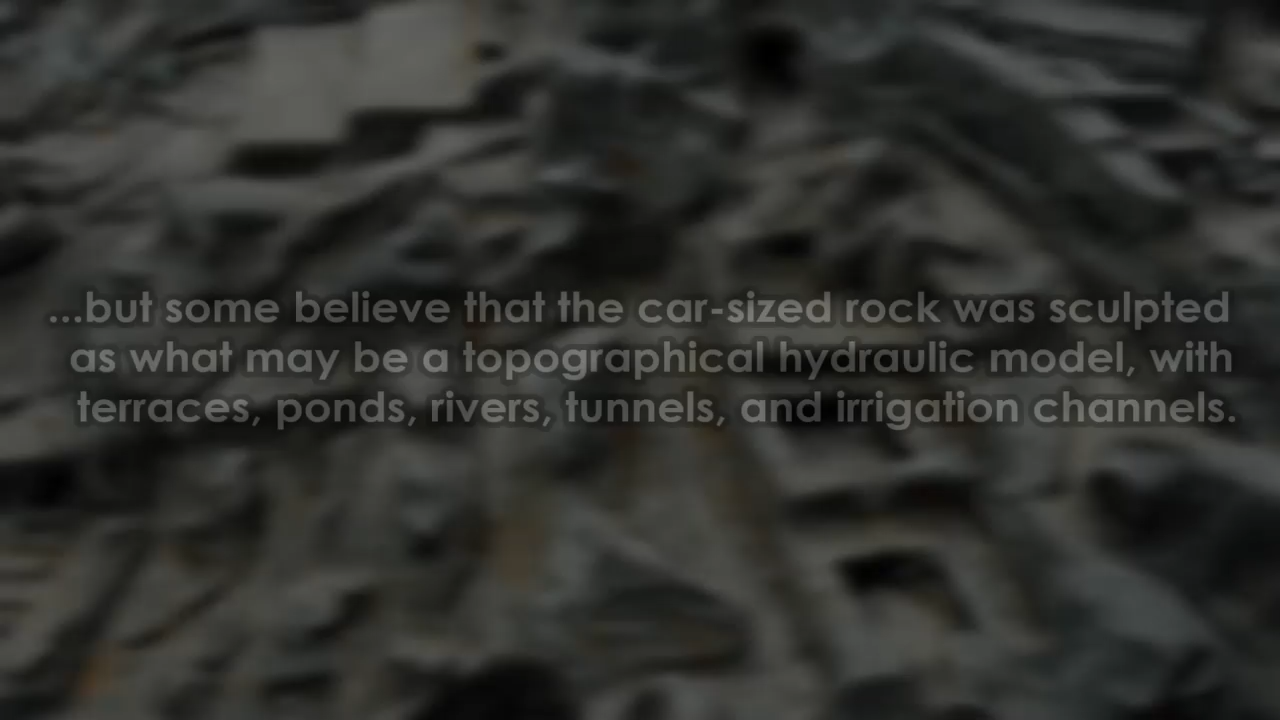 ...but some believe that the car-sized rock was sculpted
as what may be a topographical hydraulic model, with
terraces, ponds, rivers, tunnels, and irrigation channels.